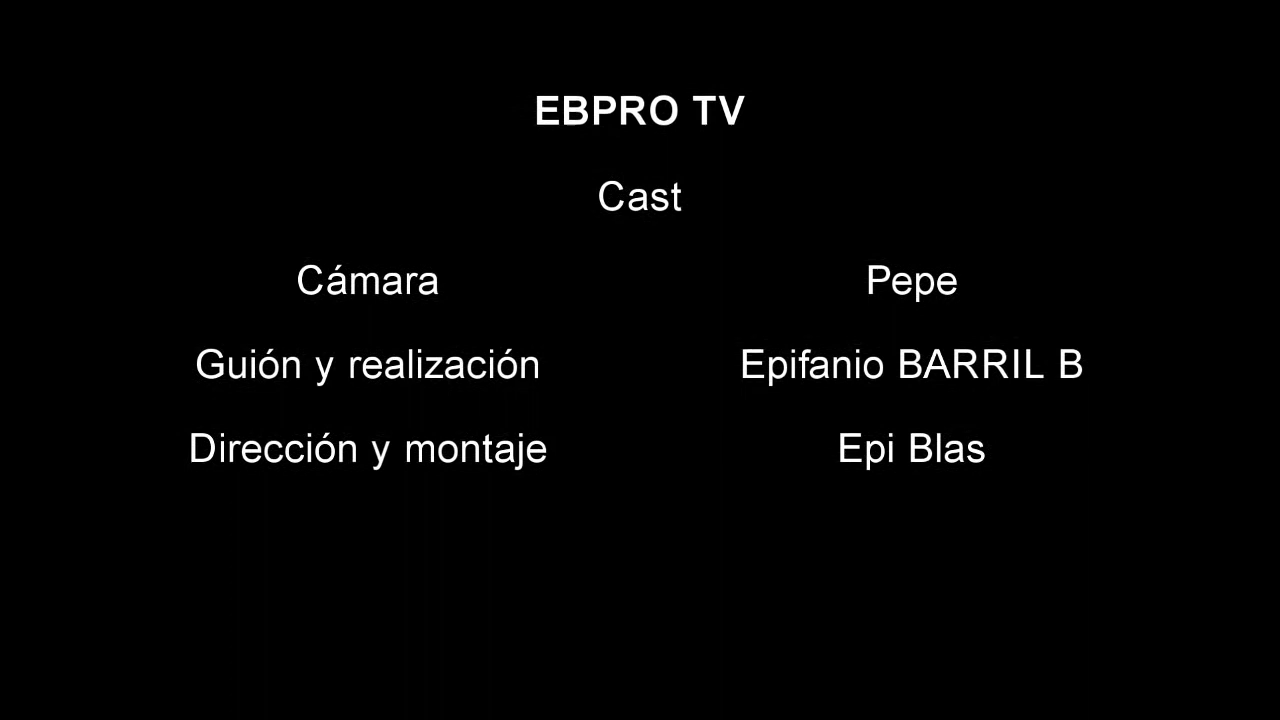 EBPRO TV
Cast
Cámara Pepe
Guión y realización Epifanio BARRIL B
Dirección y montaje Epi Blas